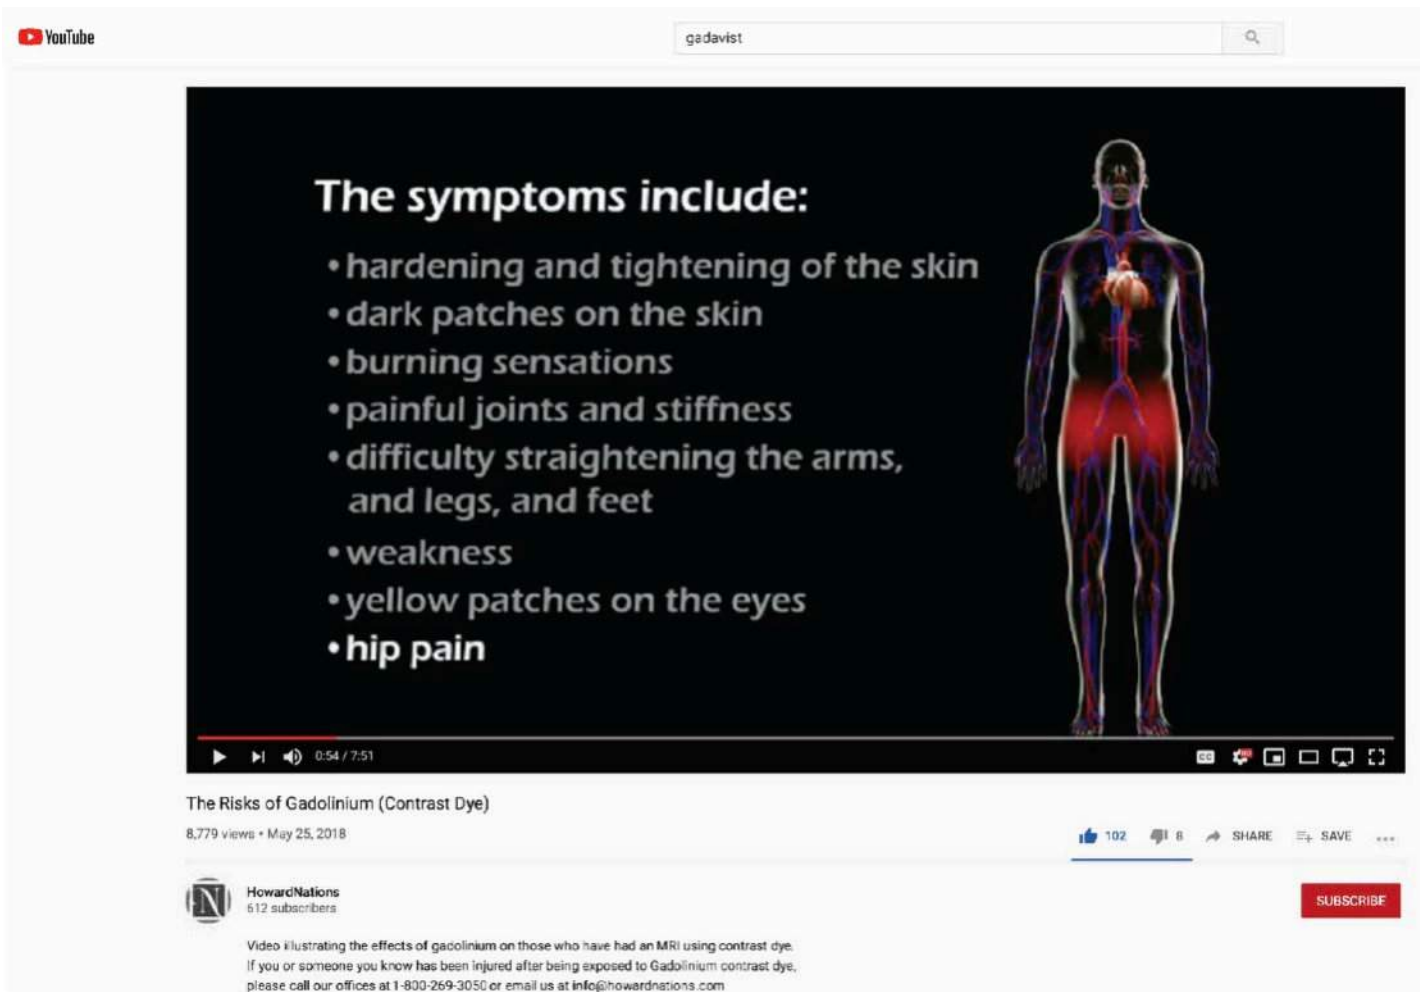 YouTube
gadavist
The symptoms include:
• hardening and tightening of the skin
• dark patches on the skin
• burning sensations
• painful joints and stiffness
• difficulty straightening the arms,
and legs, and feet
• weakness
• yellow patches on the eyes
• hip pain
0:54 / 7:51
CC
HD
The Risks of Gadolinium (Contrast Dye)
8,779 views • May 25, 2018
102
8
SHARE
SAVE
N
HowardNations
612 subscribers
SUBSCRIBE
Video illustrating the effects of gadolinium on those who have had an MRI using contrast dye.
If you or someone you know has been injured after being exposed to Gadolinium contrast dye,
please call our offices at 1-800-269-3050 or email us at info@howardnations.com